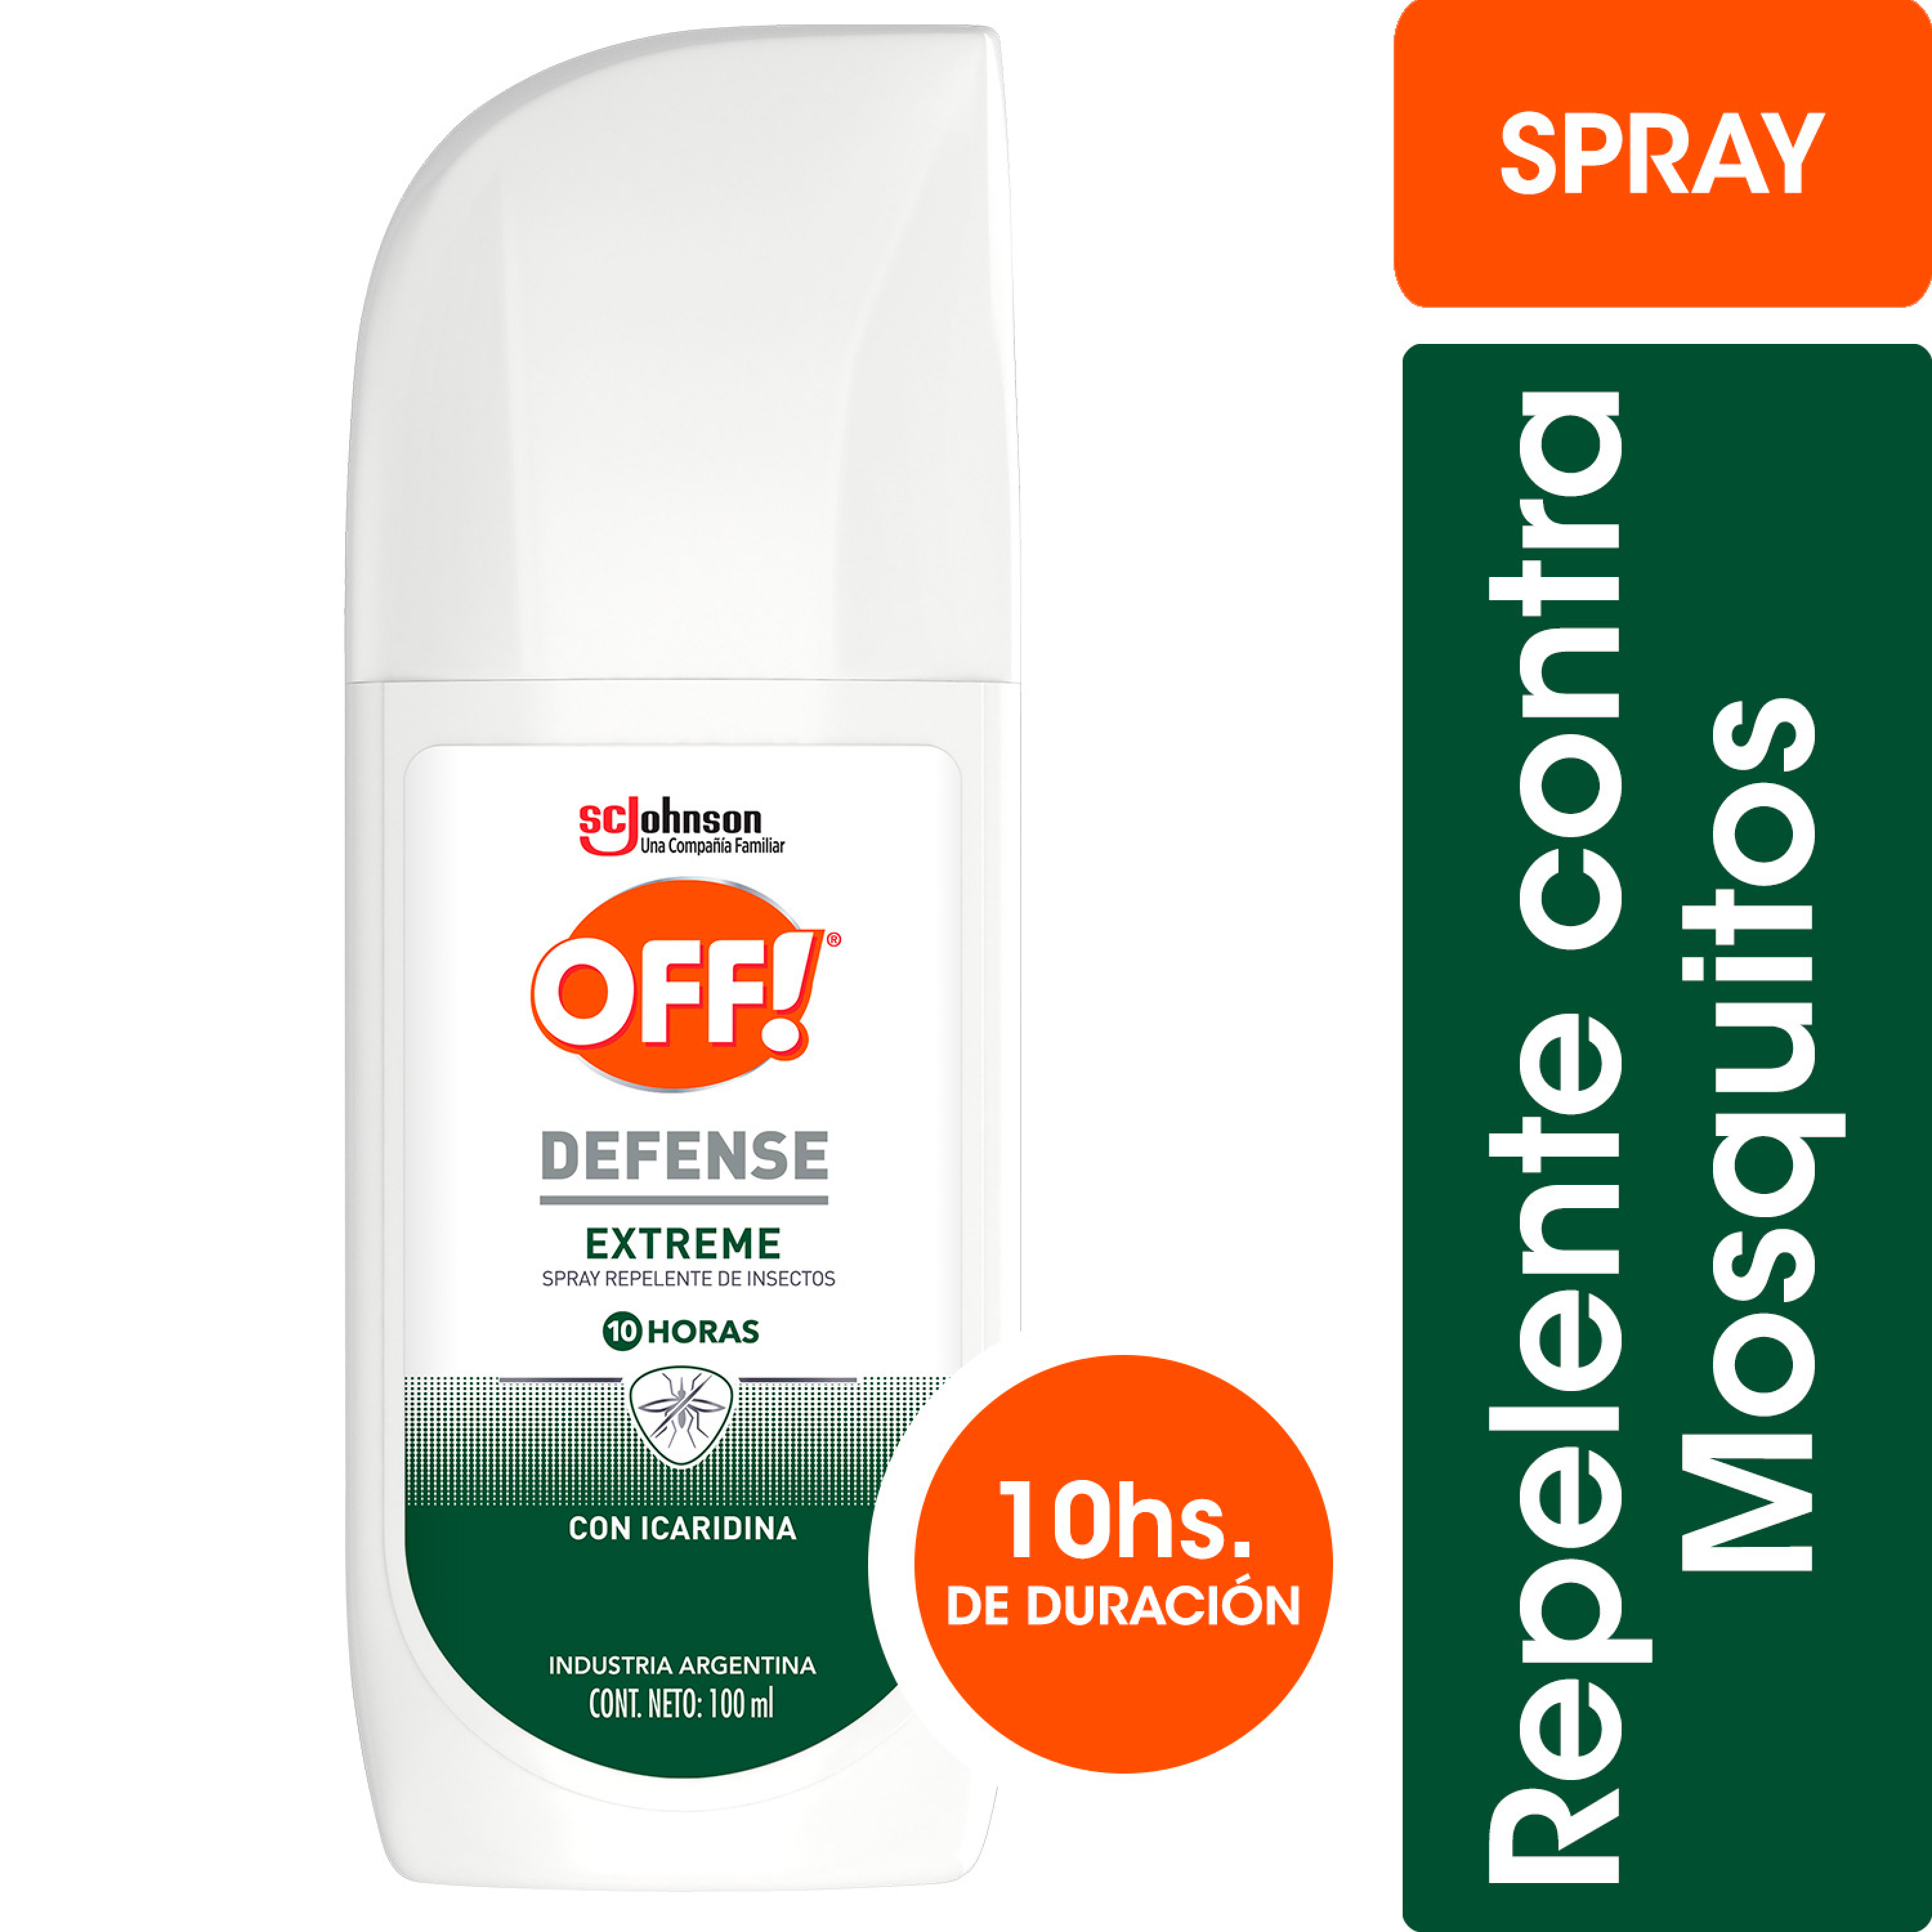 SPRAY
Repelente contra
Mosquitos
SCJohnson
Una Compañía Familiar
OFF!®
DEFENSE
EXTREME
SPRAY REPELENTE DE INSECTOS
10 HORAS
CON ICARIDINA
INDUSTRIA ARGENTINA
CONT. NETO: 100 ml
10hs.
DE DURACIÓN